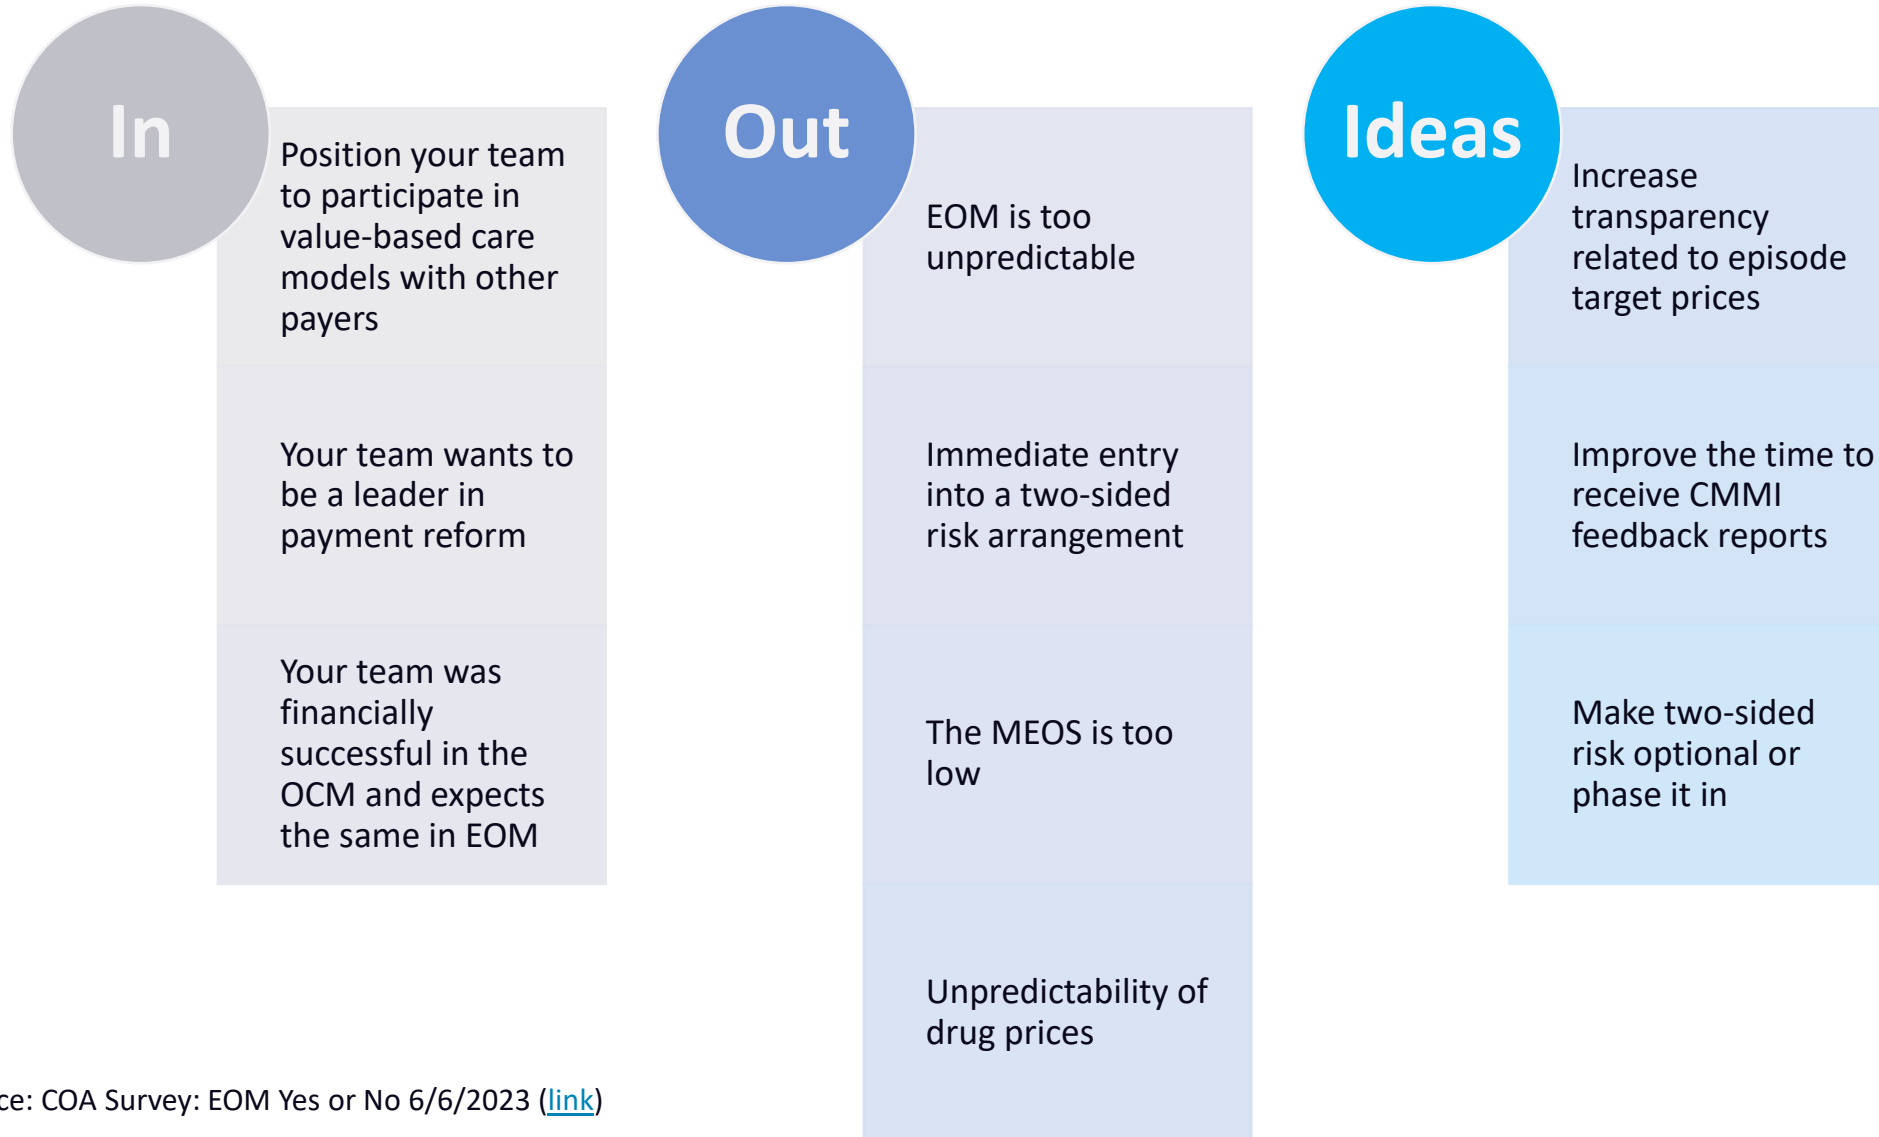 In
Position your team
to participate in
value-based care
models with other
payers
Your team wants to
be a leader in
payment reform
Your team was
financially
successful in the
OCM and expects
the same in EOM
Out
EOM is too
unpredictable
Immediate entry
into a two-sided
risk arrangement
The MEOS is too
low
Unpredictability of
drug prices
Ideas
Increase
transparency
related to episode
target prices
Improve the time to
receive CMMI
feedback reports
Make two-sided
risk optional or
phase it in
ce: COA Survey: EOM Yes or No 6/6/2023 (link)